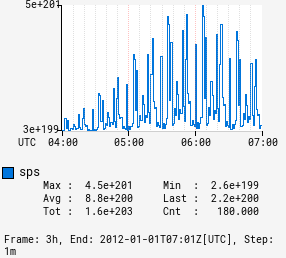 5e+201
3e+199
UTC 04:00 05:00 06:00 07:00
sps
Max : 4.5e+201 Min : 2.6e+199
Avg : 8.8e+200 Last : 2.2e+200
Tot : 1.6e+203 Cnt : 180.000
Frame: 3h, End: 2012-01-01T07:01Z[UTC], Step:
1m